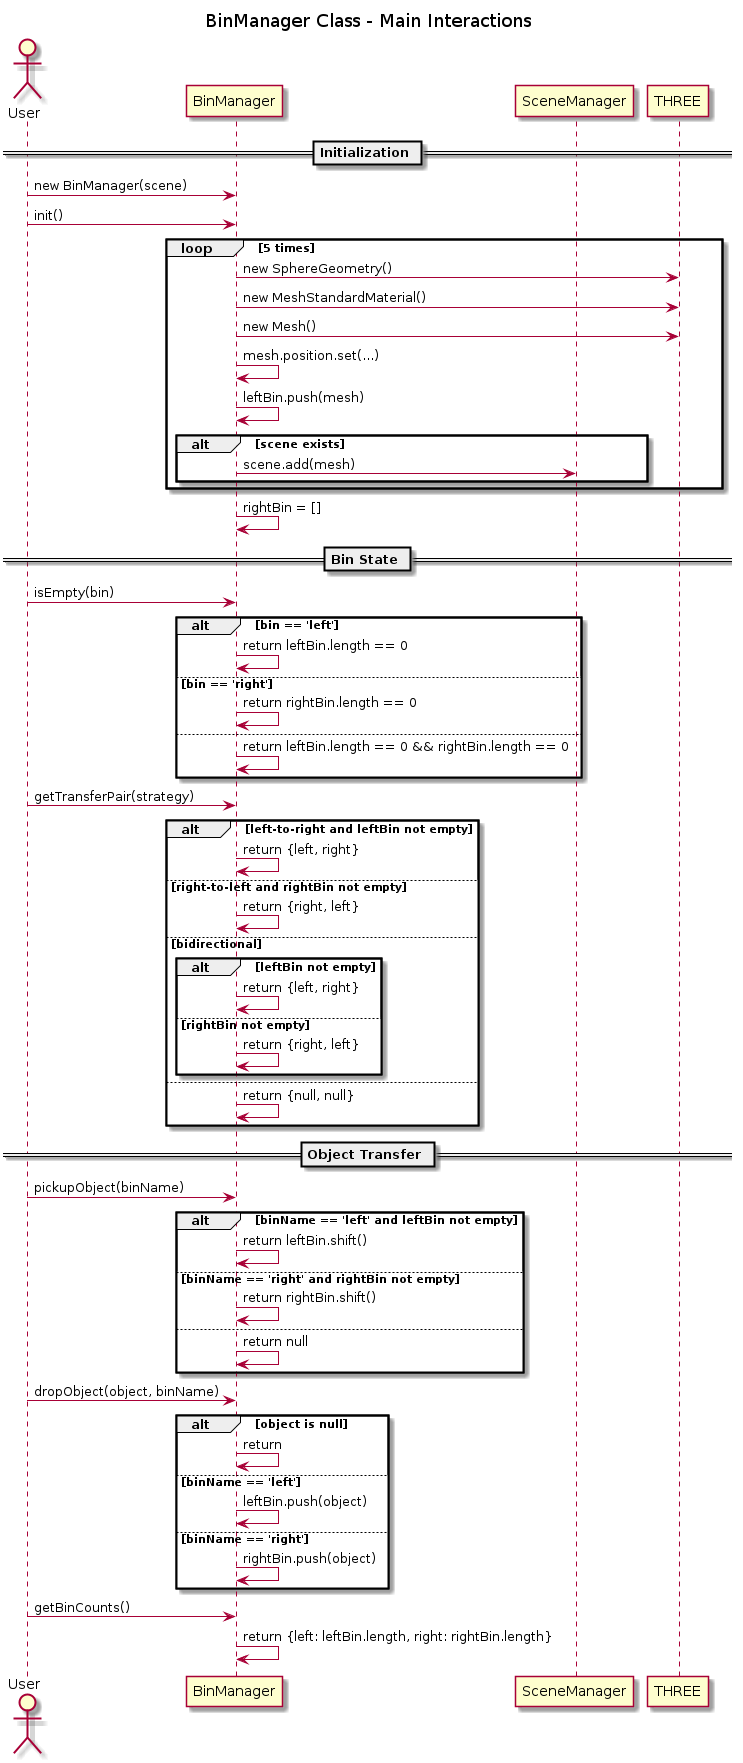 BinManager Class - Main Interactions
User
BinManager
SceneManager
THREE
Initialization
new BinManager(scene)
init()
loop [5 times]
new SphereGeometry()
new MeshStandardMaterial()
new Mesh()
mesh.position.set(...)
leftBin.push(mesh)
alt [scene exists]
scene.add(mesh)
rightBin = []
Bin State
isEmpty(bin)
alt [bin == 'left']
return leftBin.length == 0
[bin == 'right']
return rightBin.length == 0
return leftBin.length == 0 && rightBin.length == 0
getTransferPair(strategy)
alt [left-to-right and leftBin not empty]
return {left, right}
[right-to-left and rightBin not empty]
return {right, left}
[bidirectional]
alt [leftBin not empty]
return {left, right}
[rightBin not empty]
return {right, left}
return {null, null}
Object Transfer
pickupObject(binName)
alt [binName == 'left' and leftBin not empty]
return leftBin.shift()
[binName == 'right' and rightBin not empty]
return rightBin.shift()
return null
dropObject(object, binName)
alt [object is null]
return
[binName == 'left']
leftBin.push(object)
[binName == 'right']
rightBin.push(object)
getBinCounts()
return {left: leftBin.length, right: rightBin.length}
User
BinManager
SceneManager
THREE